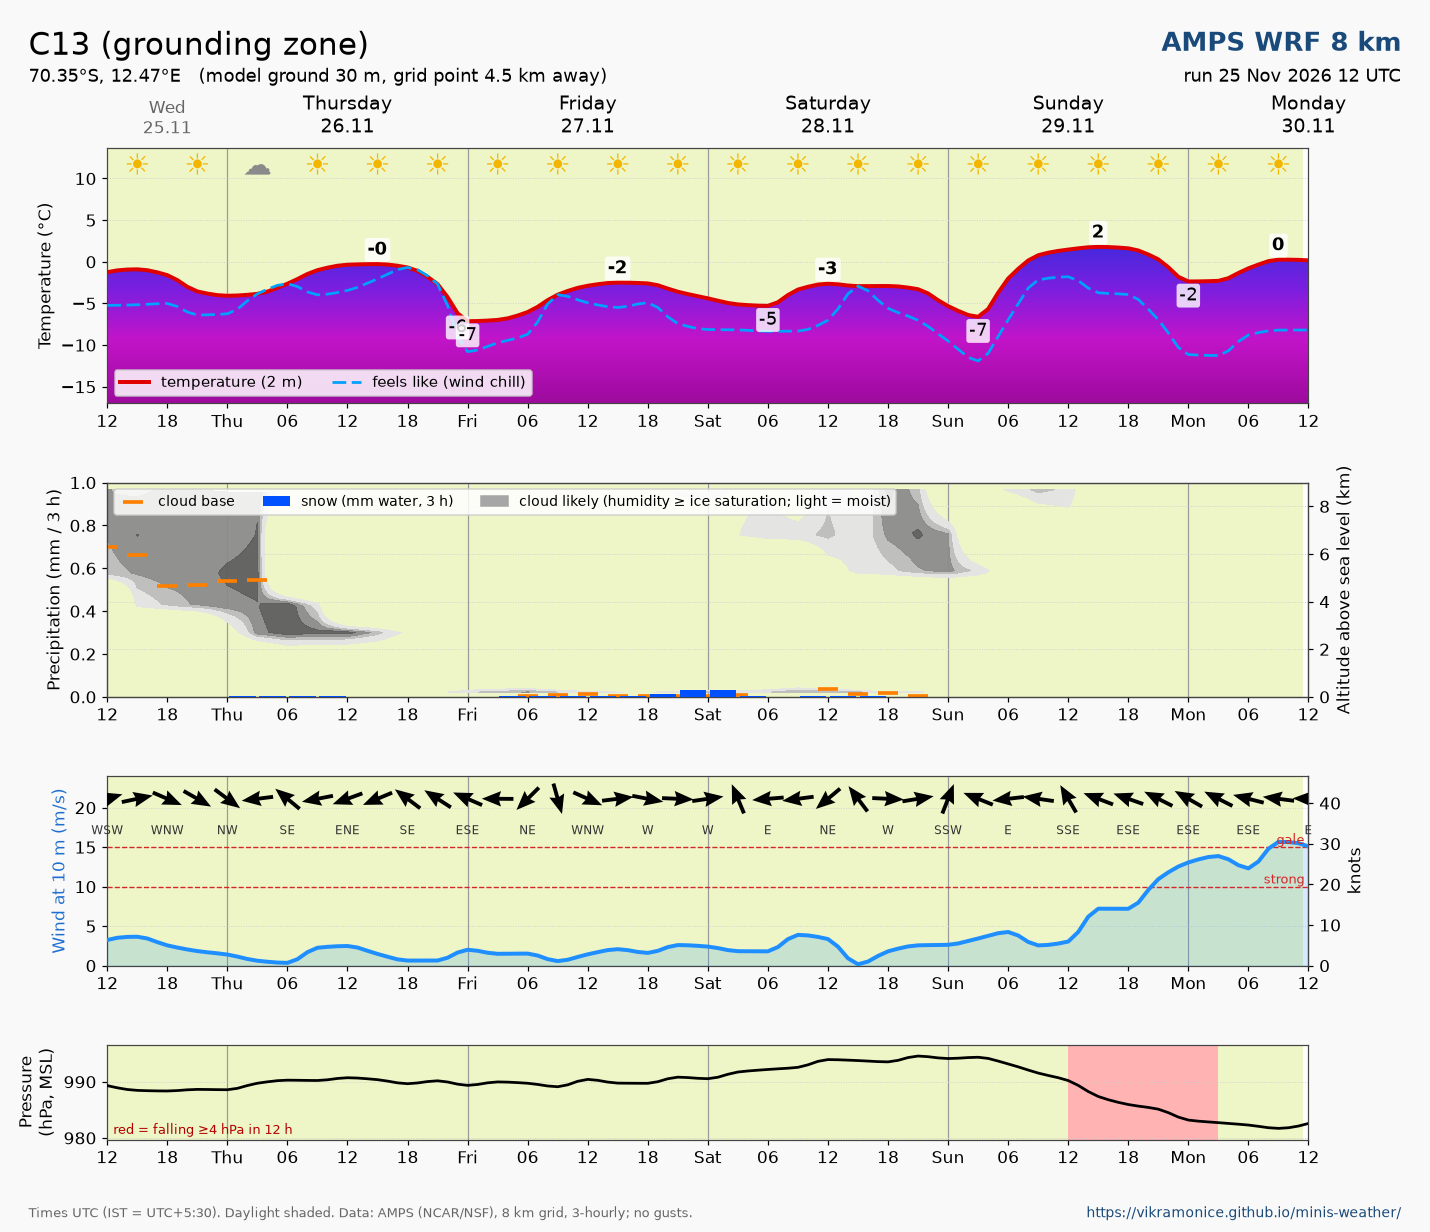 C13 (grounding zone)
AMPS WRF 8 km
70.35°S, 12.47°E (model ground 30 m, grid point 4.5 km away)
run 25 Nov 2026 12 UTC
Wed
25.11
Thursday
26.11
Friday
27.11
Saturday
28.11
Sunday
29.11
Monday
30.11
Temperature (°C)
10
5
0
−5
−10
−15
-0
-6
-7
-2
-5
-3
-7
2
-2
0
temperature (2 m)
feels like (wind chill)
12 18 Thu 06 12 18 Fri 06 12 18 Sat 06 12 18 Sun 06 12 18 Mon 06 12
Precipitation (mm / 3 h)
1.0
0.8
0.6
0.4
0.2
0.0
cloud base
snow (mm water, 3 h)
cloud likely (humidity ≥ ice saturation; light = moist)
Altitude above sea level (km)
8
6
4
2
0
12 18 Thu 06 12 18 Fri 06 12 18 Sat 06 12 18 Sun 06 12 18 Mon 06 12
Wind at 10 m (m/s)
20
15
10
5
0
WSW WNW NW SE ENE SE ESE NE WNW W W E NE W SSW E SSE ESE ESE ESE E
gale
strong
knots
40
30
20
10
0
12 18 Thu 06 12 18 Fri 06 12 18 Sat 06 12 18 Sun 06 12 18 Mon 06 12
Pressure
(hPa, MSL)
990
980
red = falling ≥4 hPa in 12 h
12 18 Thu 06 12 18 Fri 06 12 18 Sat 06 12 18 Sun 06 12 18 Mon 06 12
Times UTC (IST = UTC+5:30). Daylight shaded. Data: AMPS (NCAR/NSF), 8 km grid, 3-hourly; no gusts.
https://vikramonice.github.io/minis-weather/